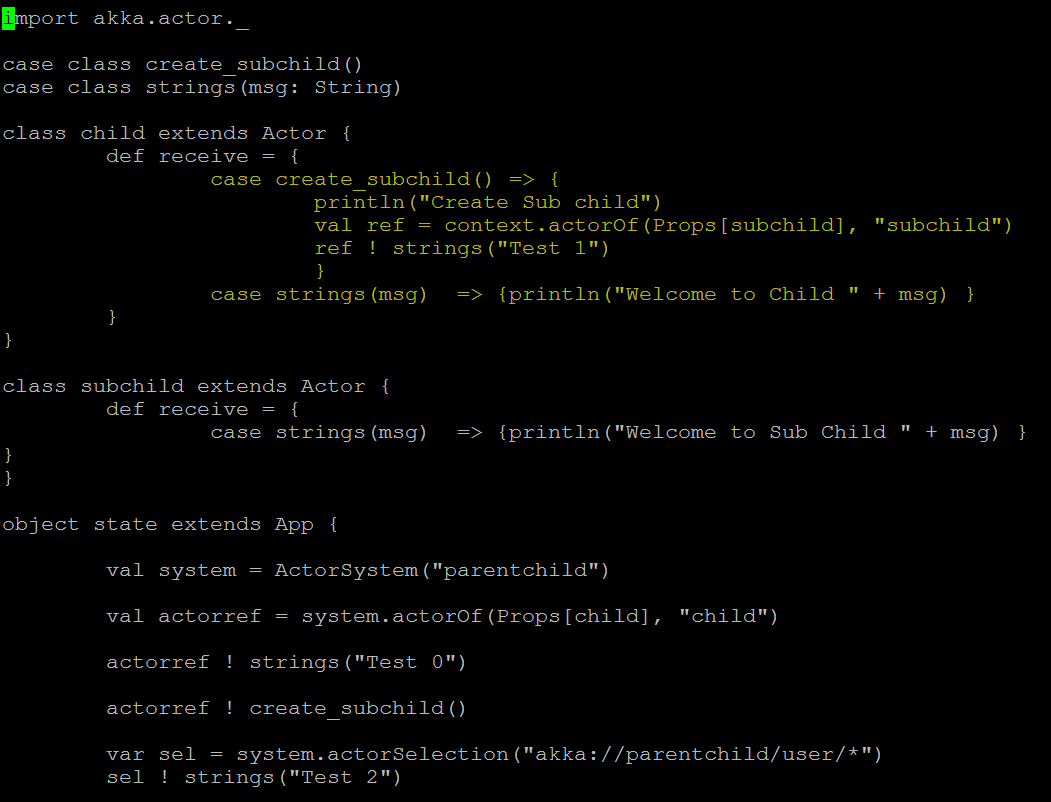 import akka.actor._
case class create_subchild()
case class strings(msg: String)
class child extends Actor {
def receive = {
case create_subchild() => {
println("Create Sub child")
val ref = context.actorOf(Props[subchild], "subchild")
ref ! strings("Test 1")
}
case strings(msg)  => {println("Welcome to Child " + msg) }
}
}
class subchild extends Actor {
def receive = {
case strings(msg)  => {println("Welcome to Sub Child " + msg) }
}
}
object state extends App {
val system = ActorSystem("parentchild")
val actorref = system.actorOf(Props[child], "child")
actorref ! strings("Test 0")
actorref ! create_subchild()
var sel = system.actorSelection("akka://parentchild/user/*")
sel ! strings("Test 2")